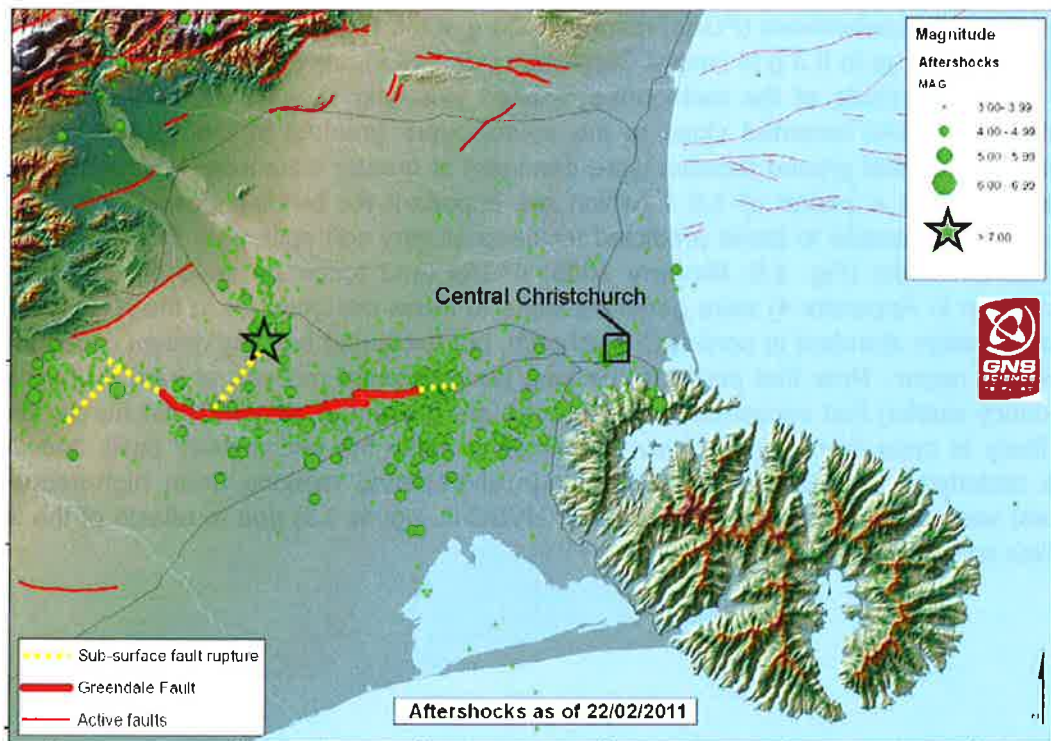 Magnitude
Aftershocks
MAG
3.00-3.99
4.00-4.99
5.00-5.99
6.00-6.99
>7.00
Central Christchurch
GNS
SCIENCE
Sub-surface fault rupture
Greendale Fault
Active faults
Aftershocks as of 22/02/2011